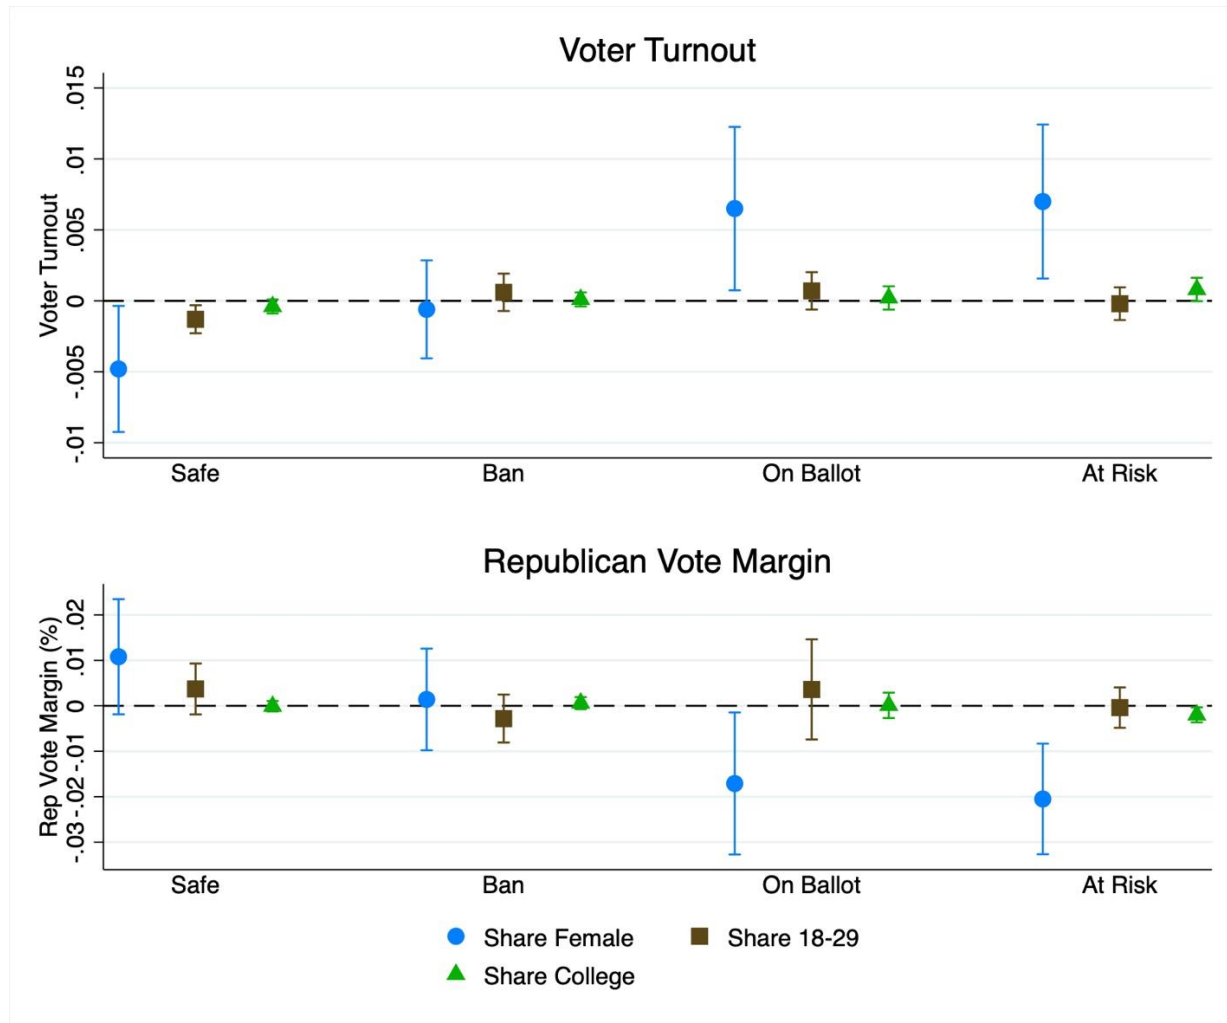 Voter Turnout
Voter Turnout
.015
.01
.005
0
-.005
-.01
Safe Ban On Ballot At Risk
Republican Vote Margin
Rep Vote Margin (%)
.02
.01
0
-.01
-.02
-.03
Safe Ban On Ballot At Risk
Share Female Share 18-29
Share College